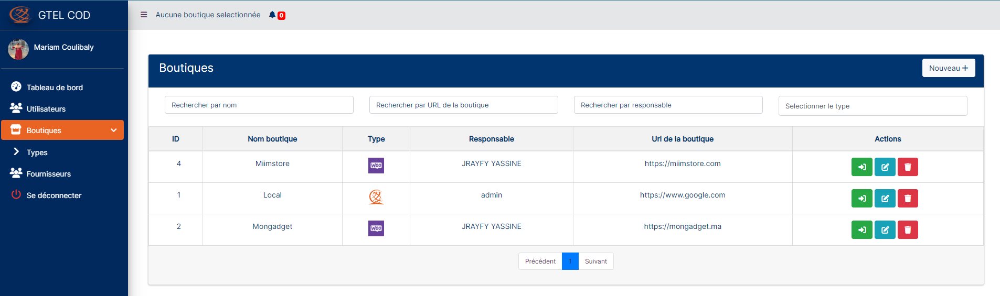 GTEL COD
Aucune boutique selectionnée 0
Mariam Coulibaly
Tableau de bord
Utilisateurs
Boutiques
Types
Fournisseurs
Se déconnecter
Boutiques
Nouveau +
Rechercher par nom Rechercher par URL de la boutique Rechercher par responsable Selectionner le type
ID Nom boutique Type Responsable Url de la boutique Actions
4 Miimstore WOO JRAYFY YASSINE https://miimstore.com
1 Local admin https://www.google.com
2 Mongadget WOO JRAYFY YASSINE https://mongadget.ma
Précédent 1 Suivant